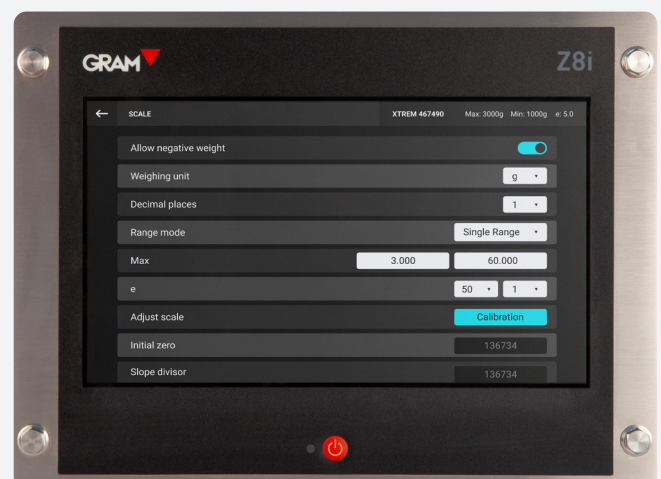 GRAM
Z8i
SCALE XTREM 467490 Max: 3000g Min: 1000g e: 5.0
Allow negative weight
Weighing unit g
Decimal places 1
Range mode Single Range
Max 3.000 60.000
e 50 1
Adjust scale Calibration
Initial zero 136734
Slope divisor 136734